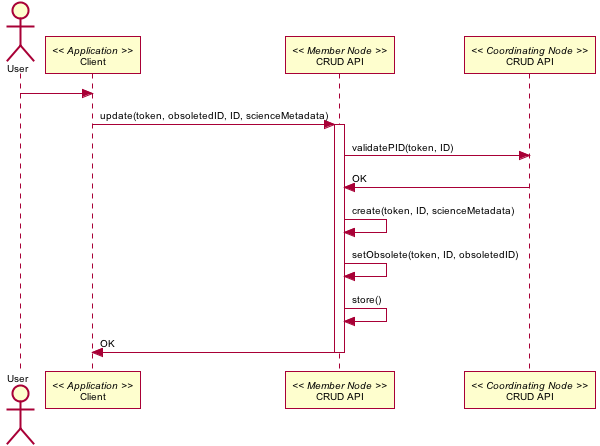 << Application >>
Client
<< Member Node >>
CRUD API
<< Coordinating Node >>
CRUD API
User
update(token, obsoletedID, ID, scienceMetadata)
validatePID(token, ID)
OK
create(token, ID, scienceMetadata)
setObsolete(token, ID, obsoletedID)
store()
OK
User
<< Application >>
Client
<< Member Node >>
CRUD API
<< Coordinating Node >>
CRUD API